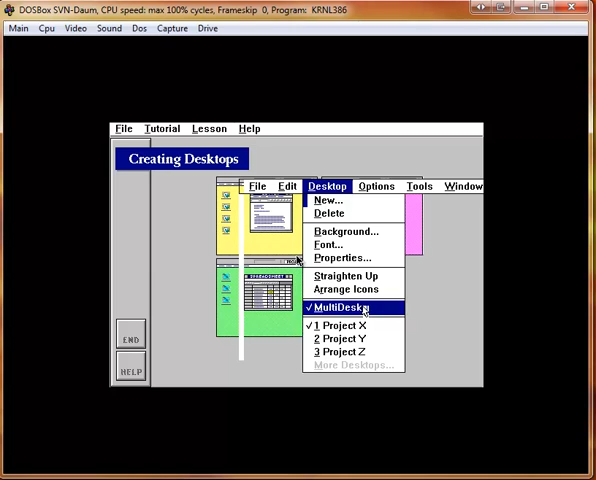 DOSBox SVN-Daum, CPU speed: max 100% cycles, Frameskip 0, Program: KRNL386
Main Cpu Video Sound Dos Capture Drive
File Tutorial Lesson Help
Creating Desktops
File Edit Desktop Options Tools Window
New...
Delete
Background...
Font...
Properties...
Straighten Up
Arrange Icons
✓ MultiDesk
✓ 1 Project X
2 Project Y
3 Project Z
More Desktops...
SPREADSHEET
END
HELP